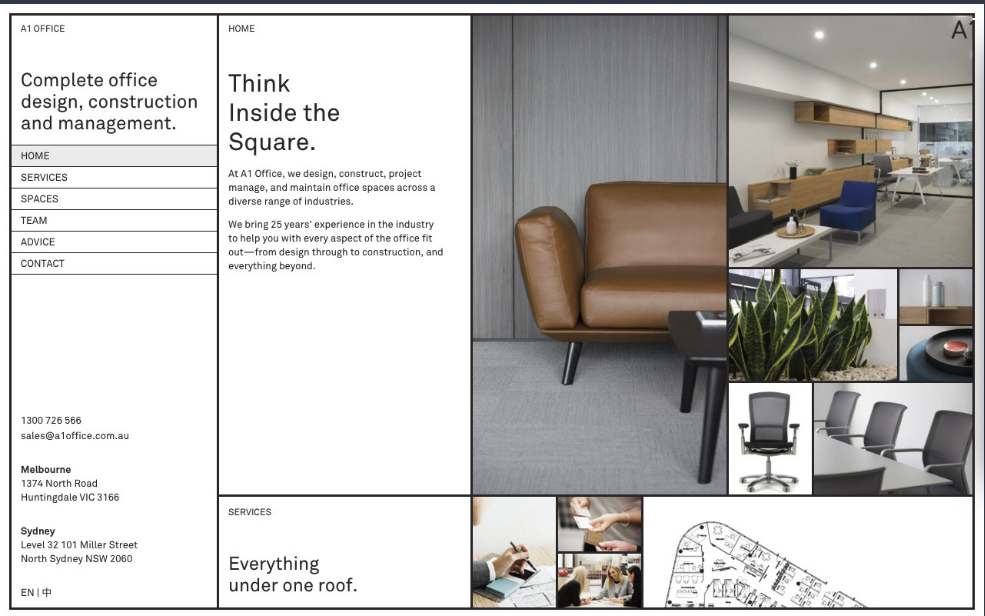 A1 OFFICE
Complete office
design, construction
and management.
HOME
SERVICES
SPACES
TEAM
ADVICE
CONTACT
1300 726 566
sales@a1office.com.au
Melbourne
1374 North Road
Huntingdale VIC 3166
Sydney
Level 32 101 Miller Street
North Sydney NSW 2060
EN | 中
HOME
Think
Inside the
Square.
At A1 Office, we design, construct, project
manage, and maintain office spaces across a
diverse range of industries.
We bring 25 years' experience in the industry
to help you with every aspect of the office fit
out—from design through to construction, and
everything beyond.
SERVICES
Everything
under one roof.
A1